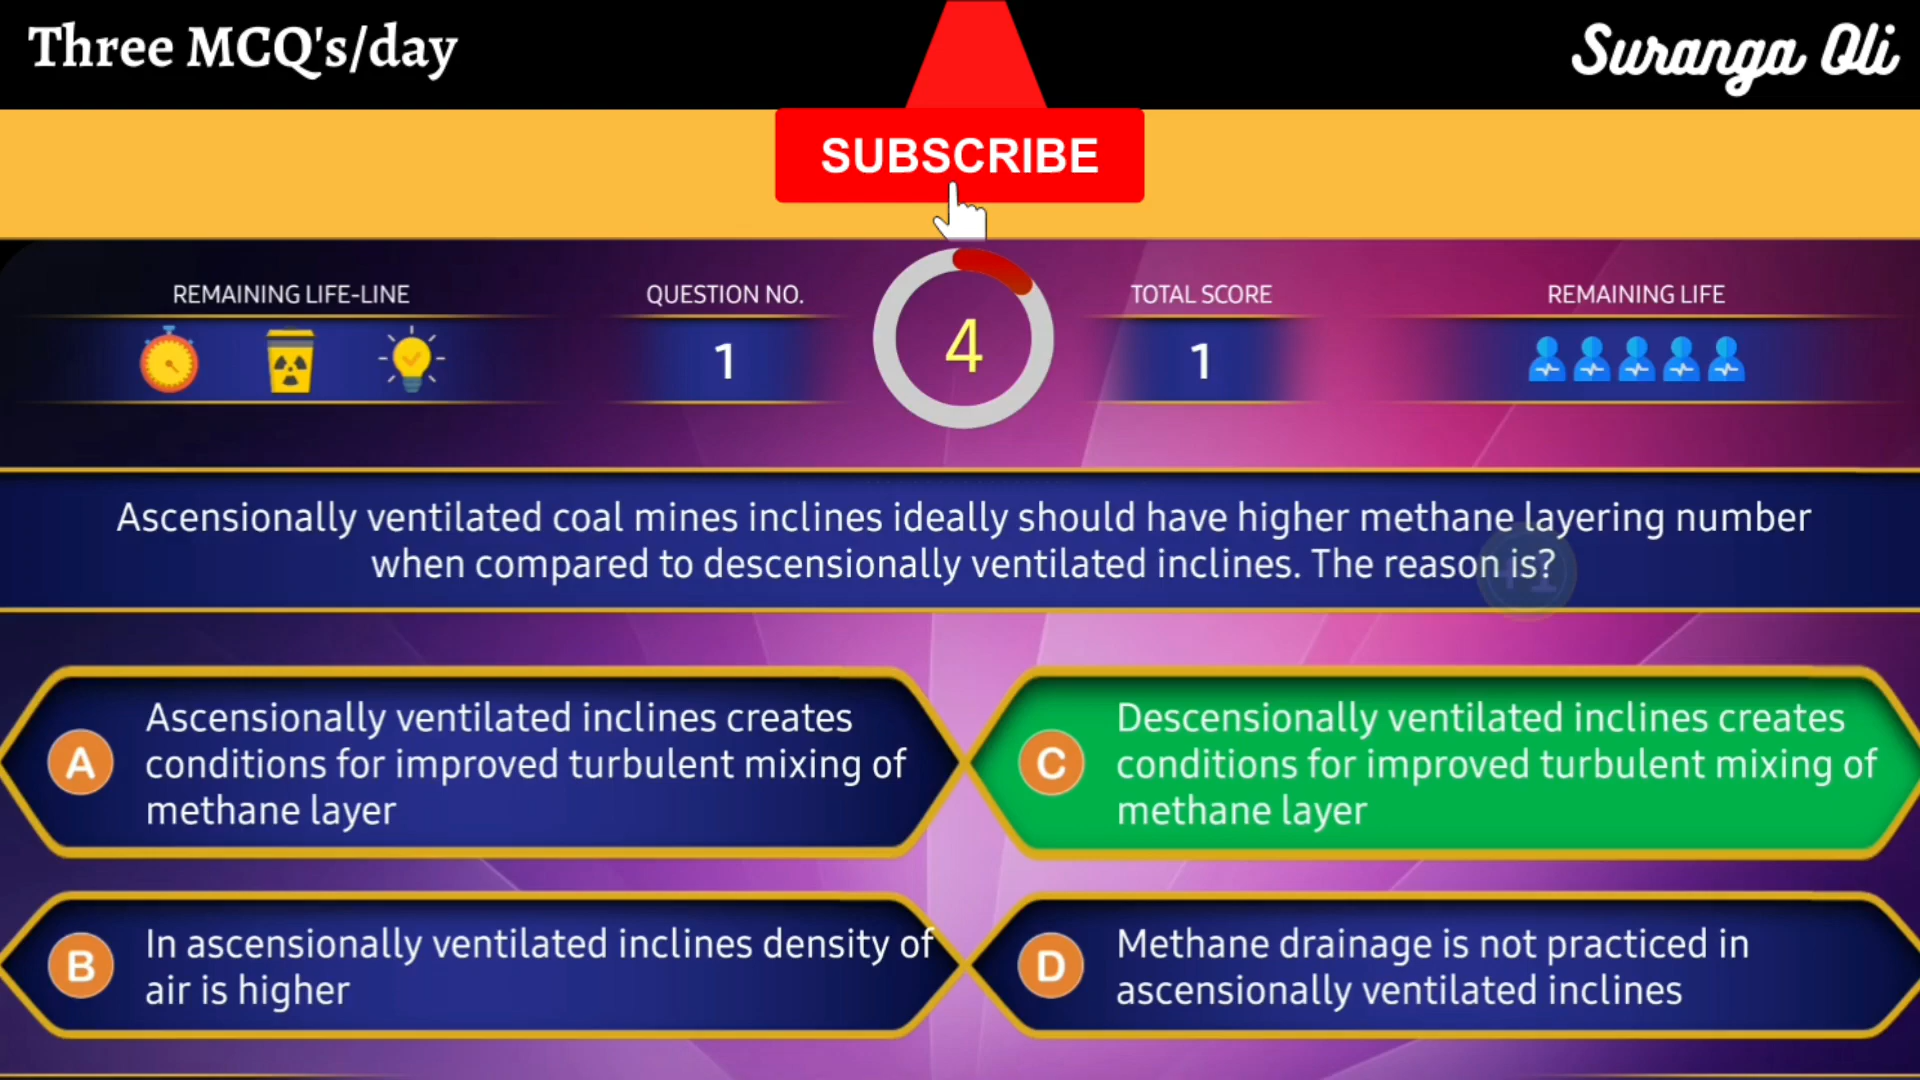 Three MCQ's/day
Suranga Oli
SUBSCRIBE
REMAINING LIFE-LINE
QUESTION NO.
1
4
TOTAL SCORE
1
REMAINING LIFE
Ascensionally ventilated coal mines inclines ideally should have higher methane layering number
when compared to descensionally ventilated inclines. The reason is?
+1
A
Ascensionally ventilated inclines creates
conditions for improved turbulent mixing of
methane layer
C
Descensionally ventilated inclines creates
conditions for improved turbulent mixing of
methane layer
B
In ascensionally ventilated inclines density of
air is higher
D
Methane drainage is not practiced in
ascensionally ventilated inclines